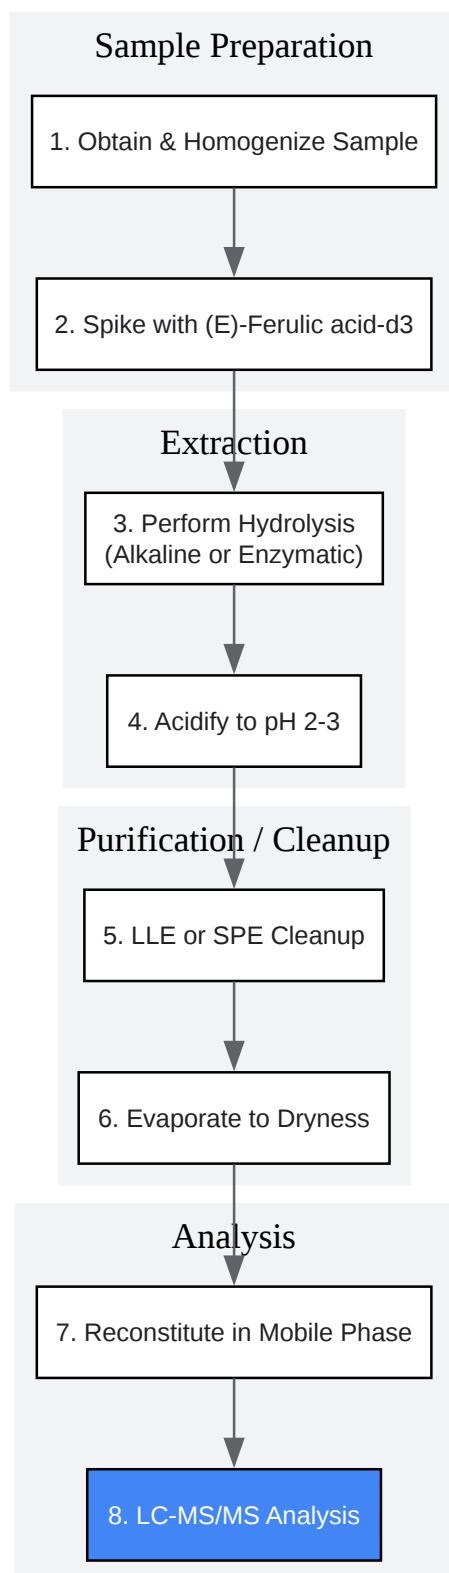 Sample Preparation
1. Obtain & Homogenize Sample
2. Spike with (E)-Ferulic acid-d3
Extraction
3. Perform Hydrolysis
(Alkaline or Enzymatic)
4. Acidify to pH 2-3
Purification / Cleanup
5. LLE or SPE Cleanup
6. Evaporate to Dryness
Analysis
7. Reconstitute in Mobile Phase
8. LC-MS/MS Analysis